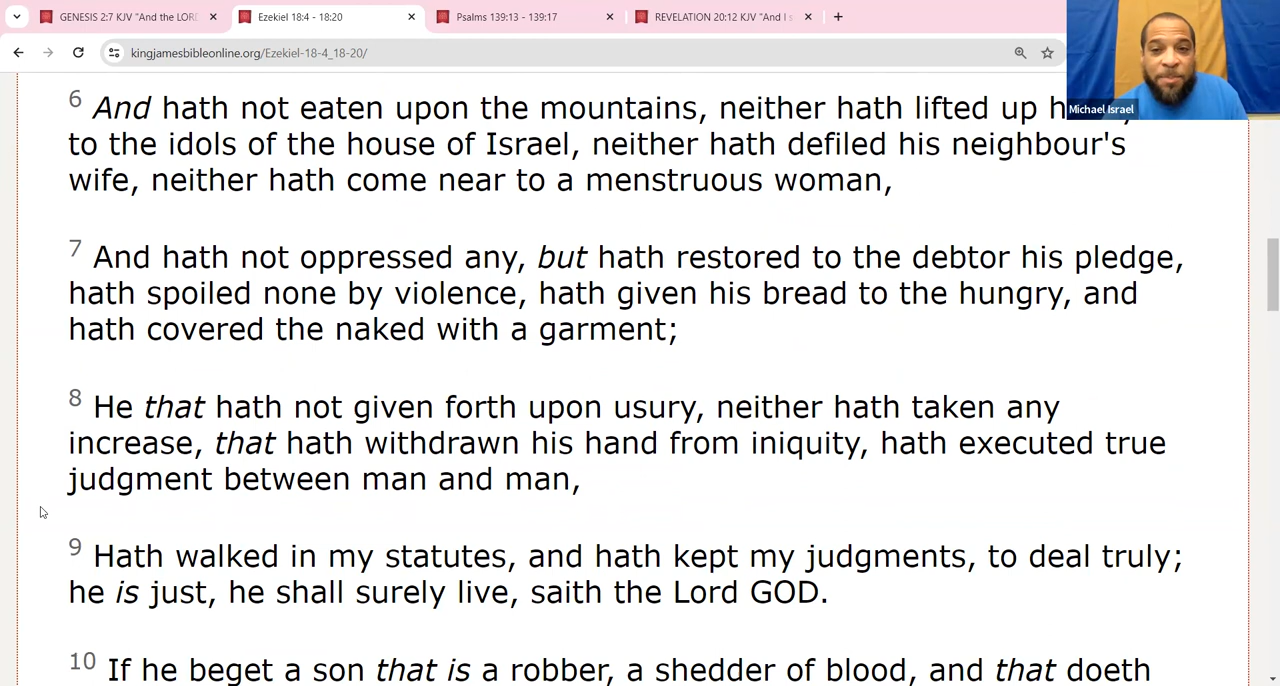 GENESIS 2:7 KJV "And the LORD
Ezekiel 18:4 - 18:20
Psalms 139:13 - 139:17
REVELATION 20:12 KJV "And I s
kingjamesbibleonline.org/Ezekiel-18-4_18-20/
Michael Israel
6 And hath not eaten upon the mountains, neither hath lifted up
to the idols of the house of Israel, neither hath defiled his neighbour's
wife, neither hath come near to a menstruous woman,
7 And hath not oppressed any, but hath restored to the debtor his pledge,
hath spoiled none by violence, hath given his bread to the hungry, and
hath covered the naked with a garment;
8 He that hath not given forth upon usury, neither hath taken any
increase, that hath withdrawn his hand from iniquity, hath executed true
judgment between man and man,
9 Hath walked in my statutes, and hath kept my judgments, to deal truly;
he is just, he shall surely live, saith the Lord GOD.
10 If he beget a son that is a robber, a shedder of blood, and that doeth